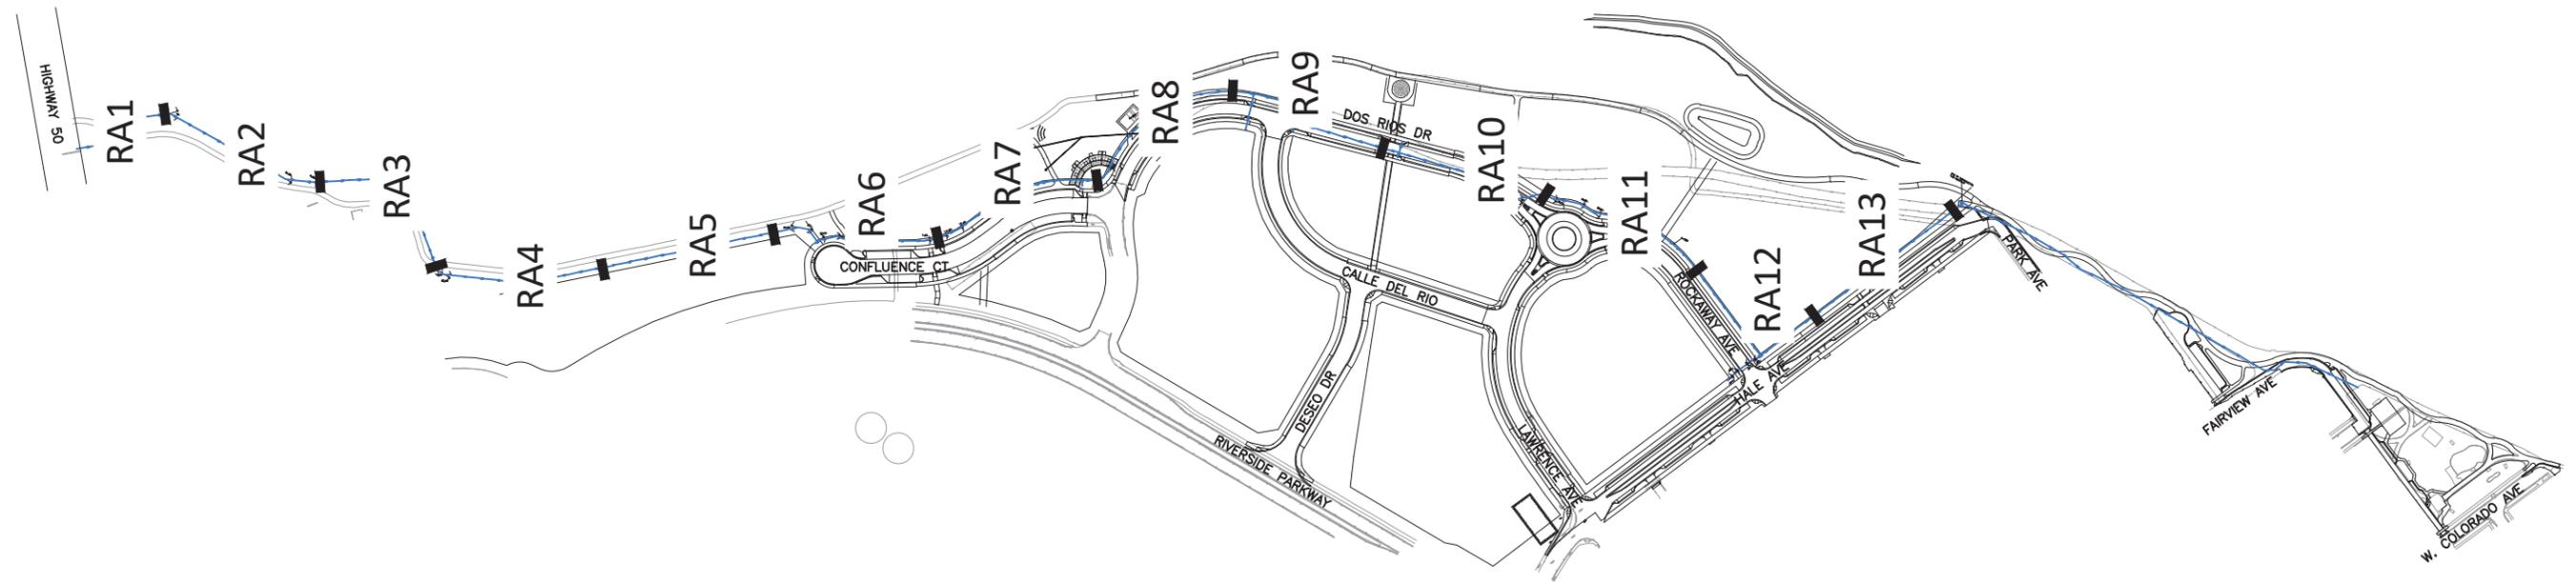 HIGHWAY 50
RA1
RA2
RA3
RA4
RA5
RA6
CONFLUENCE CT
RA7
RA8
RA9
DOS RIOS DR
RA10
RA11
CALLE DEL RIO
DESEO DR
RIVERSIDE PARKWAY
LAWRENCE AVE
ROCKAWAY AVE
HALE AVE
RA12
RA13
PARK AVE
FAIRVIEW AVE
W. COLORADO AVE